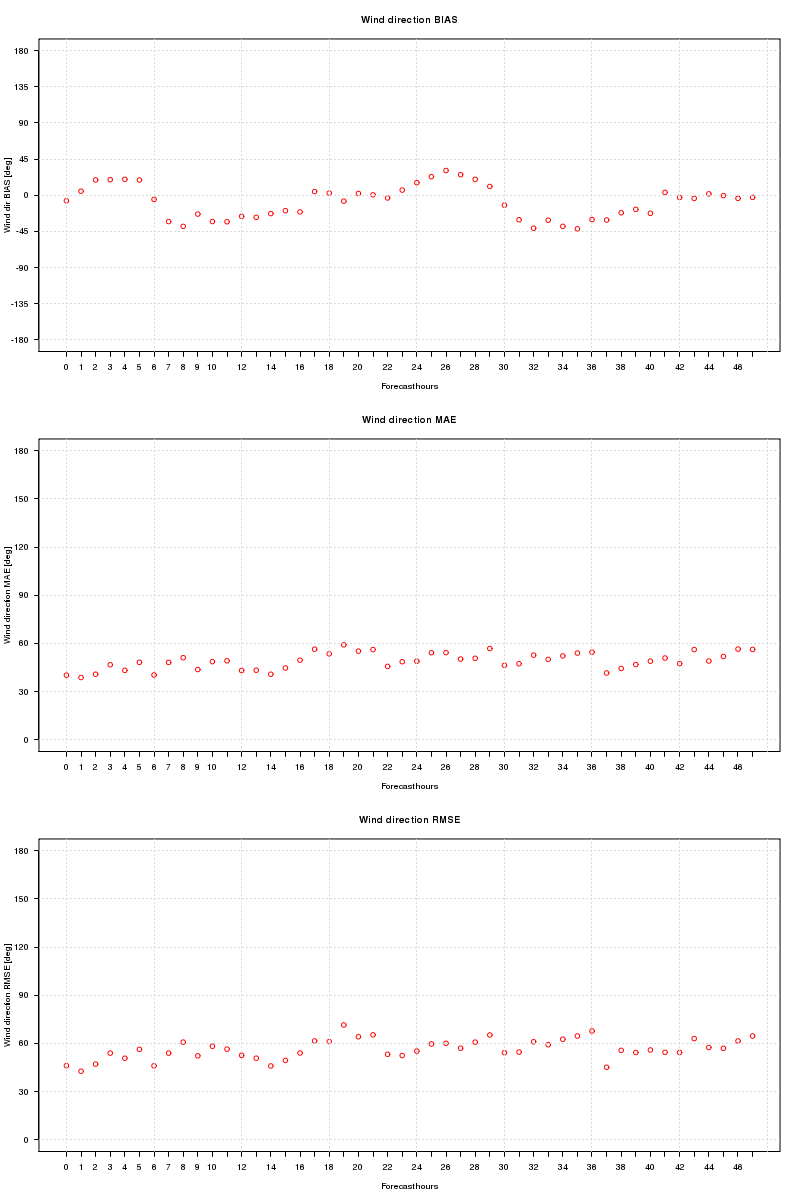 Wind direction BIAS
Wind dir BIAS [deg]
180
135
90
45
0
-45
-90
-135
-180
0 1 2 3 4 5 6 7 8 9 10 12 14 16 18 20 22 24 26 28 30 32 34 36 38 40 42 44 46
Forecasthours
Wind direction MAE
Wind direction MAE [deg]
180
150
120
90
60
30
0
0 1 2 3 4 5 6 7 8 9 10 12 14 16 18 20 22 24 26 28 30 32 34 36 38 40 42 44 46
Forecasthours
Wind direction RMSE
Wind direction RMSE [deg]
180
150
120
90
60
30
0
0 1 2 3 4 5 6 7 8 9 10 12 14 16 18 20 22 24 26 28 30 32 34 36 38 40 42 44 46
Forecasthours